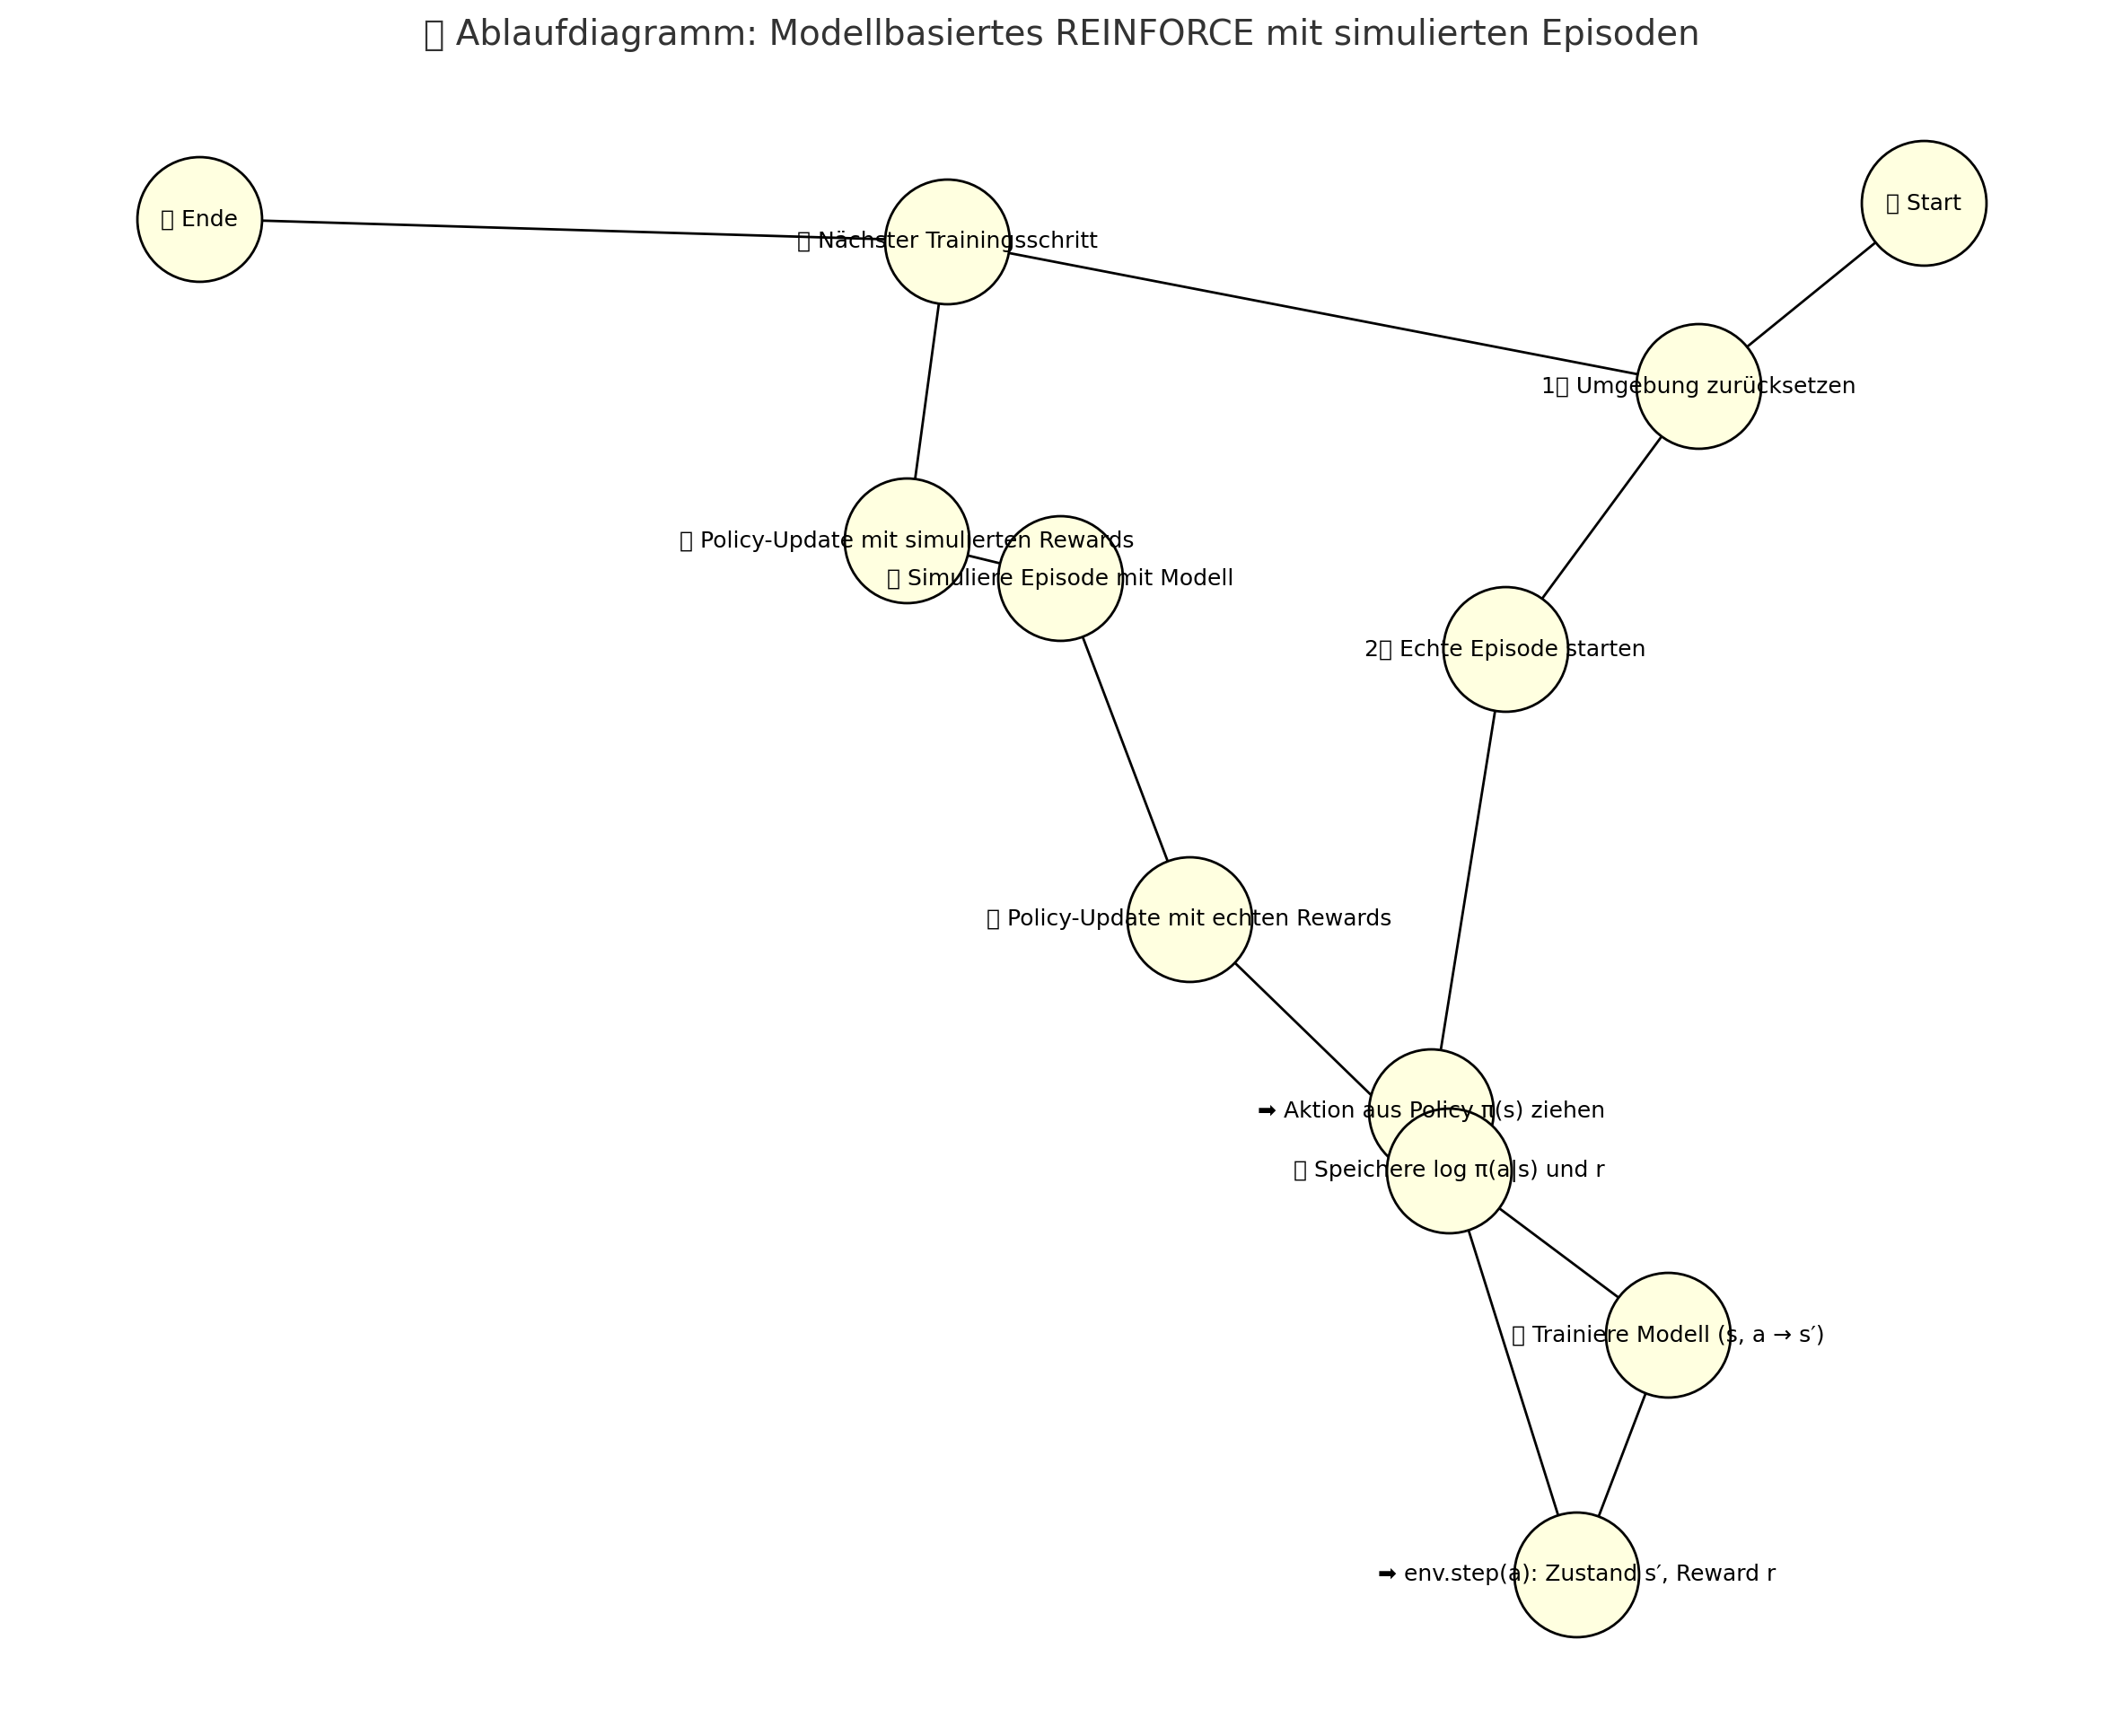 ▯ Ablaufdiagramm: Modellbasiertes REINFORCE mit simulierten Episoden
▯ Start
▯ Ende
▯ Nächster Trainingsschritt
1▯ Umgebung zurücksetzen
▯ Policy-Update mit simulierten Rewards
▯ Simuliere Episode mit Modell
2▯ Echte Episode starten
▯ Policy-Update mit echten Rewards
➡ Aktion aus Policy π(s) ziehen
▯ Speichere log π(a|s) und r
▯ Trainiere Modell (s, a → s′)
➡ env.step(a): Zustand s′, Reward r